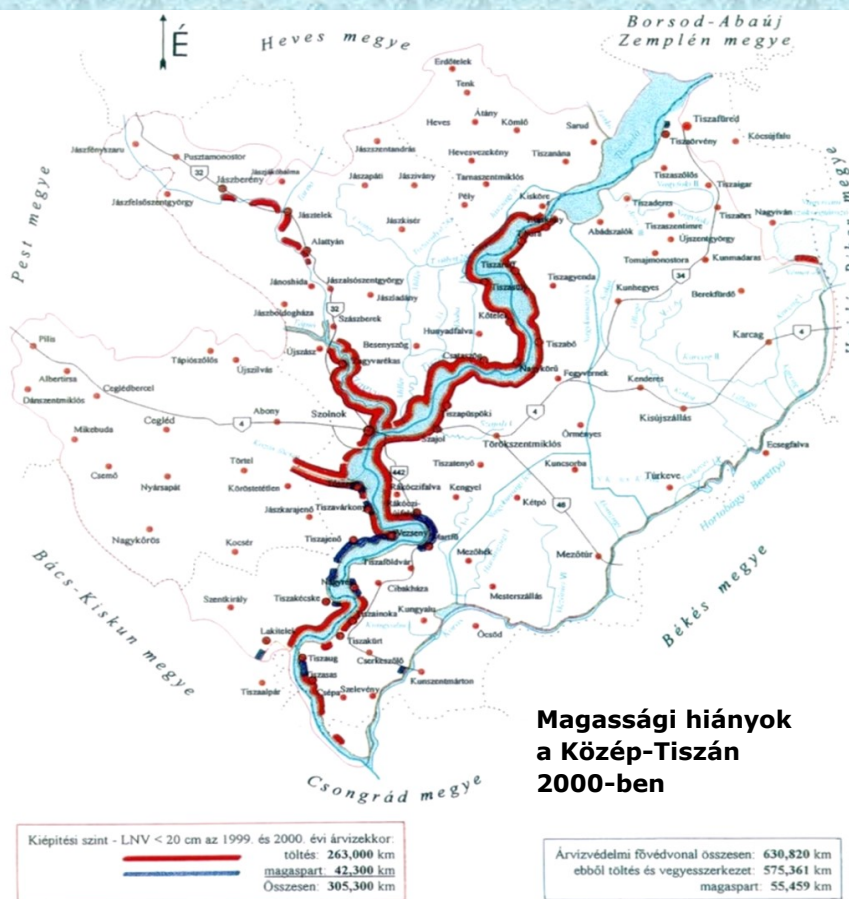 Borsod-Abaúj
Zemplén megye
É
Heves megye
Erdőtelek
Tenk
Átány
Heves
Kömlő
Sarud
Tiszafüred
Tiszaörvény
Kócsújfalu
Jászfényszaru
Pusztamonostor
Jászszentandrás
Hevesvezekény
Tiszanána
32
Jászberény
Jászjákóhalma
Jászapáti
Jászivány
Tarnaszentmiklós
Tiszaszőlős
Tiszaigar
Pest megye
Jászfelsőszentgyörgy
Jásztelek
Pély
Kisköre
Tiszaderzs
Nagyiván
Jászkisér
Abádszalók
Tiszaszentimre
Újszentgyörgy
Alattyán
Tomajmonostora
Kunmadaras
Jánoshida
Jászalsószentgyörgy
Tiszagyenda
34
Jászladány
Kunhegyes
Berekfürdő
Jászboldogháza
32
Szászberek
Hunyadfalva
Besenyszög
Karcag
4
Pilis
Újszász
Tiszabő
Tápiószőlős
Zagyvarékas
Csataszög
Újszilvás
Nagykörű
Albertirsa
Ceglédbercel
Fegyvernek
Kenderes
Dánszentmiklós
Abony
Szolnok
Tiszapüspöki
4
Kisújszállás
4
Cegléd
Szajol
Mikebuda
Törökszentmiklós
Örményes
Ecsegfalva
Törtel
442
Tiszatenyő
Kuncsorba
Csemő
Nyársapát
Kőröstetétlen
Rákóczifalva
Kengyel
Túrkeve
Jászkarajenő
Tiszavárkony
Kétpó
46
Hortobágy Berettyó
Nagykőrös
Kocsér
Tiszajenő
Vezseny
Martfű
Mezőhék
Mezőtúr
Tiszaföldvár
Bács-Kiskun megye
Szentkirály
Tiszakécske
Cibakháza
Mesterszállás
Békés megye
Tiszainoka
Kungyalu
Lakitelek
Tiszakürt
Öcsöd
Tiszaug
Cserkeszőlő
Tiszasas
Kunszentmárton
Tiszaalpár
Csépa
Szelevény
Magassági hiányok
a Közép-Tiszán
2000-ben
Csongrád megye
Kiépítési szint - LNV < 20 cm az 1999. és 2000. évi árvizekkor:
töltés: 263,000 km
magaspart: 42,300 km
Összesen: 305,300 km
Árvízvédelmi fővédvonal összesen: 630,820 km
ebből töltés és vegyesszerkezet: 575,361 km
magaspart: 55,459 km